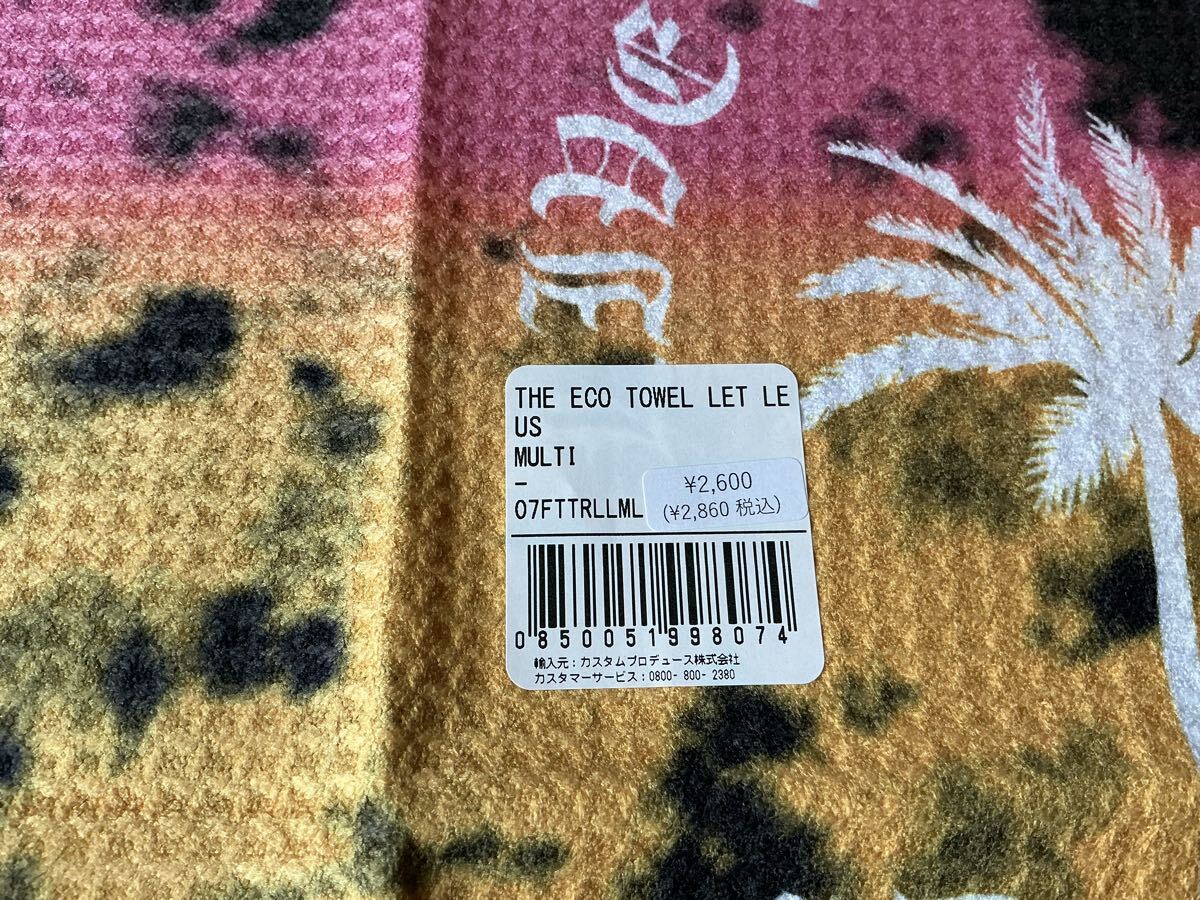 THE ECO TOWEL LET LE
US
MULTI
-
07FTTRLLML
¥2,600
(¥2,860 税込)
0850051998074
輸入元：カスタムプロデュース株式会社
カスタマーサービス：0800-800-2380